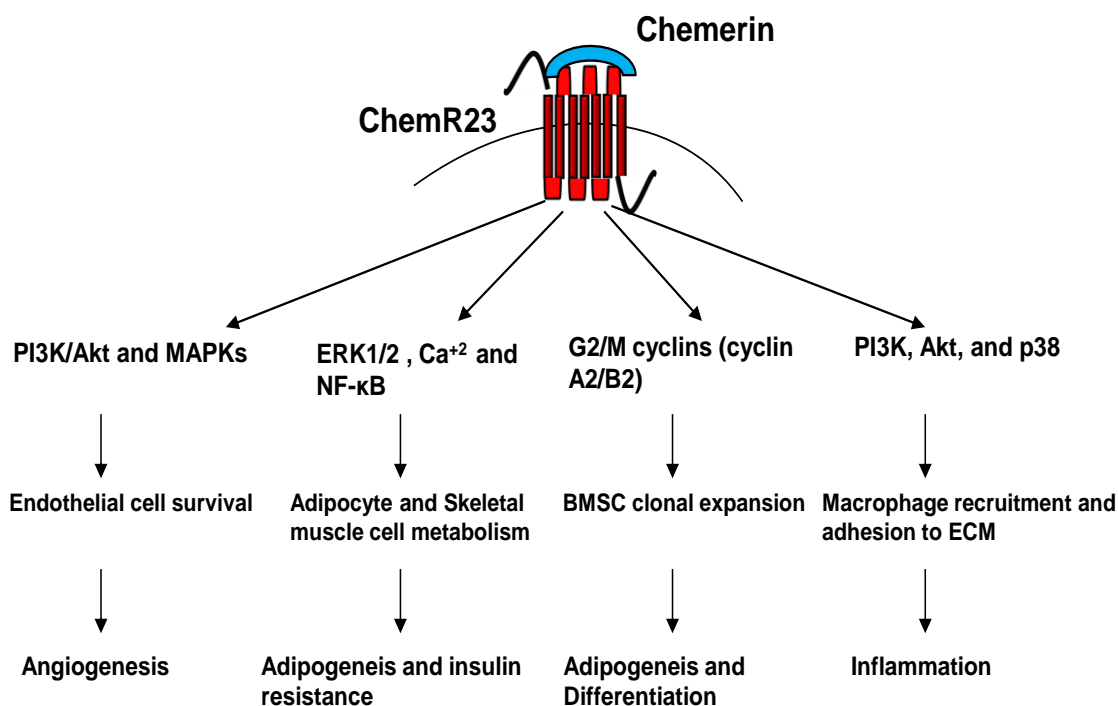 Chemerin
ChemR23
PI3K/Akt and MAPKs
ERK1/2 , Ca⁺² and
NF-κB
G2/M cyclins (cyclin
A2/B2)
PI3K, Akt, and p38
Endothelial cell survival
Adipocyte and Skeletal
muscle cell metabolism
BMSC clonal expansion
Macrophage recruitment and
adhesion to ECM
Angiogenesis
Adipogeneis and insulin
resistance
Adipogeneis and
Differentiation
Inflammation